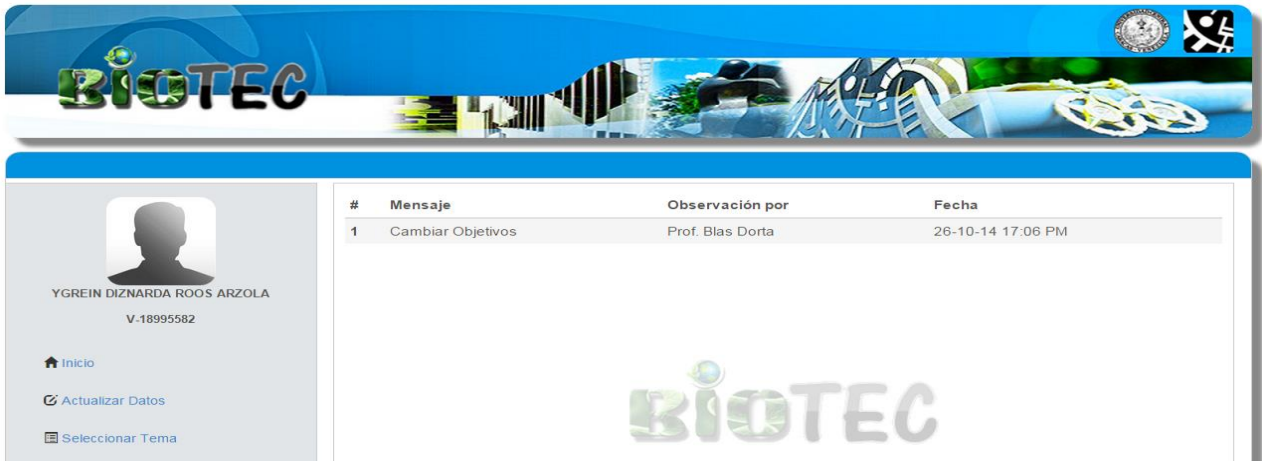 BIOTEC
YGREIN DIZNARDA ROOS ARZOLA
V-18995582
Inicio
Actualizar Datos
Seleccionar Tema
# Mensaje Observación por Fecha
1 Cambiar Objetivos Prof. Blas Dorta 26-10-14 17:06 PM
BIOTEC